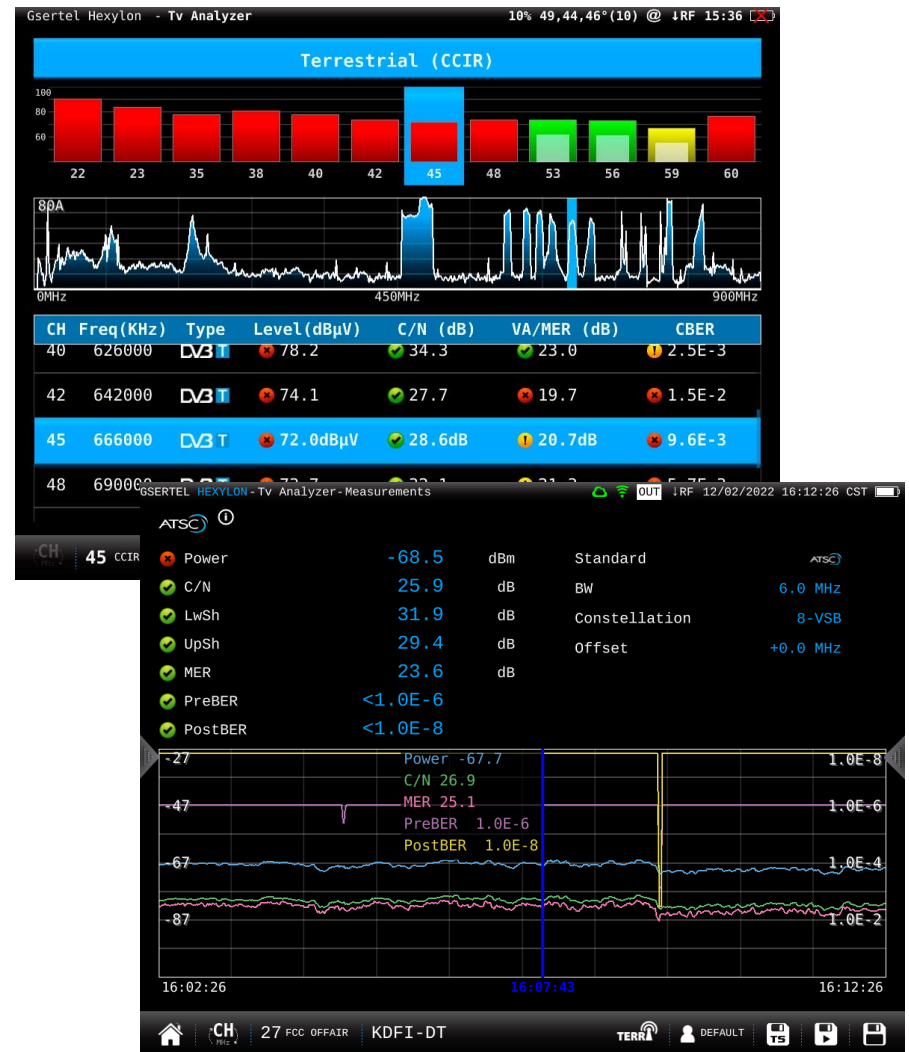 Gsertel Hexylon - Tv Analyzer 10% 49,44,46°(10) @ ↓RF 15:36
Terrestrial (CCIR)
100
80
60
22 23 35 38 40 42 45 48 53 56 59 60
80A
0MHz 450MHz 900MHz
CH Freq(KHz) Type Level(dBµV) C/N (dB) VA/MER (dB) CBER
40 626000 DVB T 78.2 34.3 23.0 2.5E-3
42 642000 DVB T 74.1 27.7 19.7 1.5E-2
45 666000 DVB T 72.0dBµV 28.6dB 20.7dB 9.6E-3
48 690000
CH
MHz
45 CCIR
GSERTEL HEXYLON-Tv Analyzer-Measurements OUT ↓RF 12/02/2022 16:12:26 CST
ATSC
Power -68.5 dBm Standard ATSC
C/N 25.9 dB BW 6.0 MHz
LwSh 31.9 dB Constellation 8-VSB
UpSh 29.4 dB Offset +0.0 MHz
MER 23.6 dB
PreBER <1.0E-6
PostBER <1.0E-8
-27 Power -67.7 1.0E-8
C/N 26.9
-47 MER 25.1 1.0E-6
PreBER 1.0E-6
PostBER 1.0E-8
-67 1.0E-4
-87 1.0E-2
16:02:26 16:07:43 16:12:26
CH
MHz
27 FCC OFFAIR KDFI-DT TERR DEFAULT TS